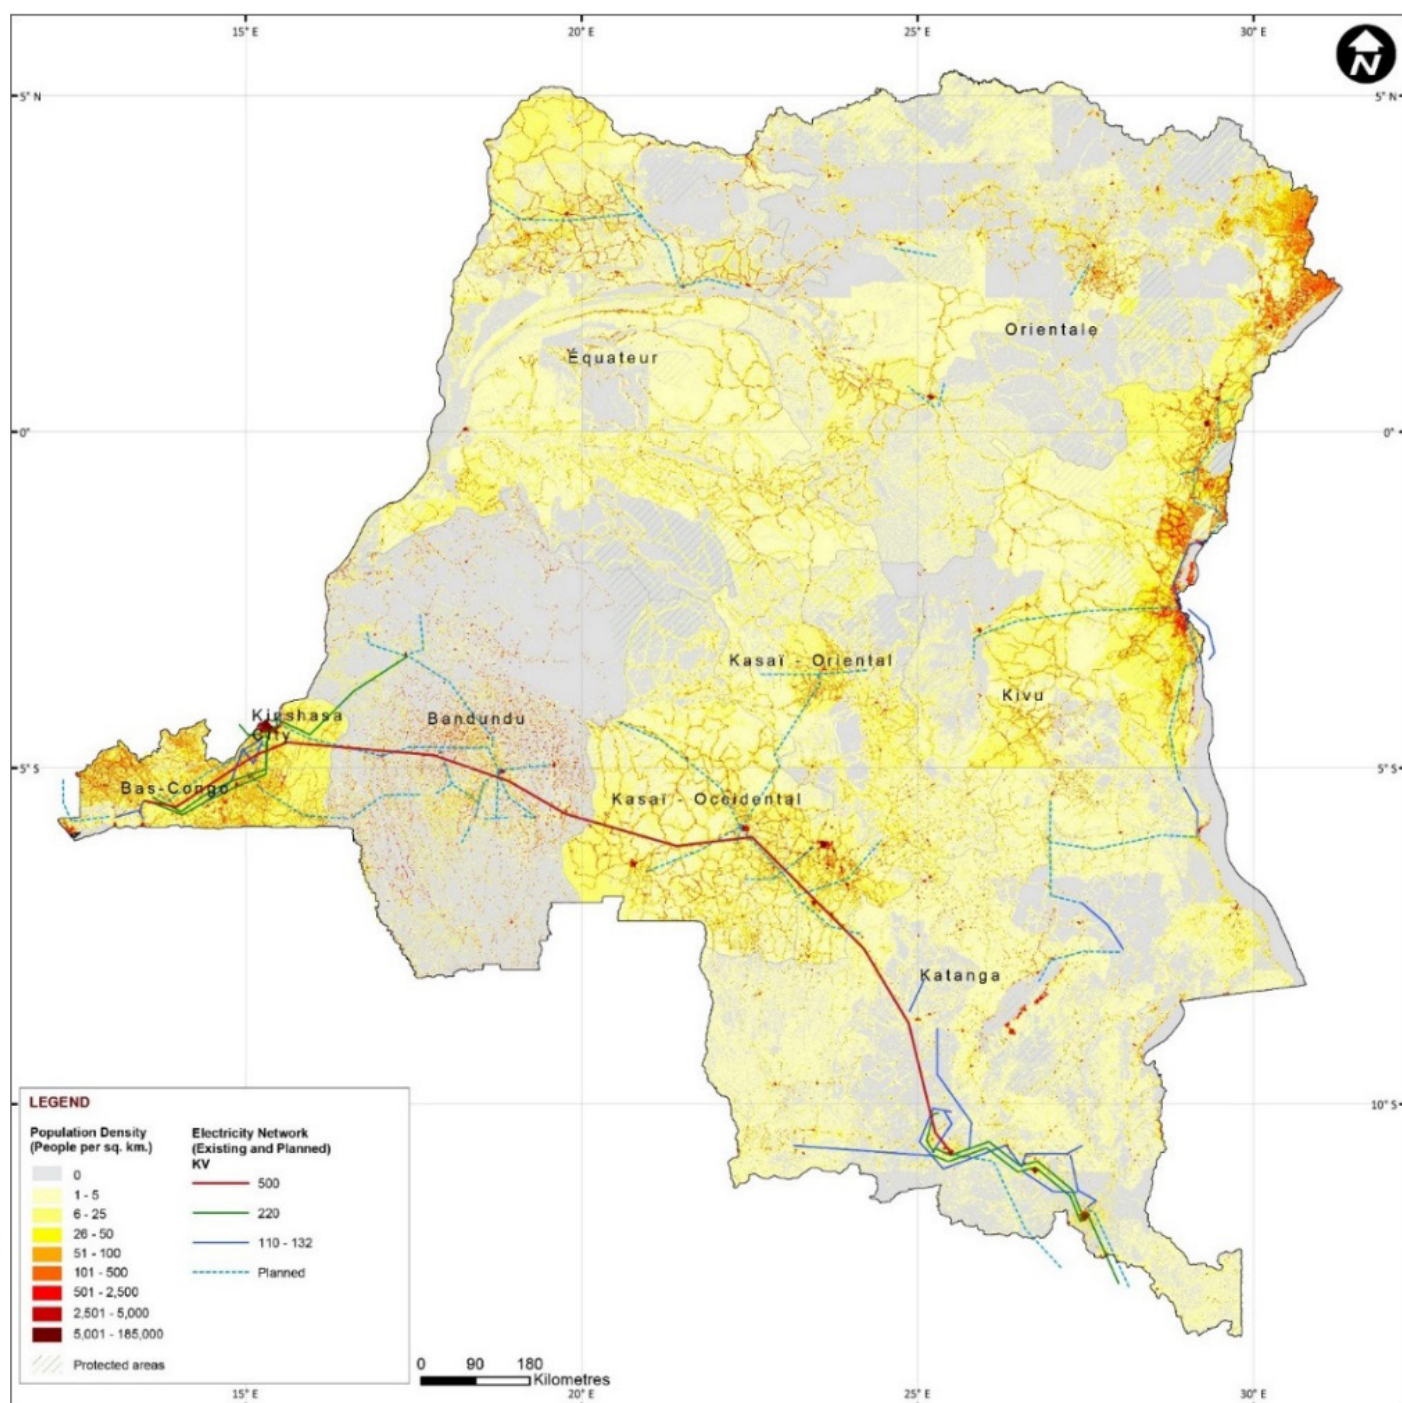 15° E 20° E 25° E 30° E
N
5° N 5° N
Orientale
Équateur
0° 0°
Kasaï - Oriental
Kivu
Kinshasa
City
Bandundu
5° S 5° S
Bas-Congo
Kasaï - Occidental
Katanga
10° S 10° S
LEGEND
Population Density
(People per sq. km.)
0
1 - 5
6 - 25
26 - 50
51 - 100
101 - 500
501 - 2,500
2,501 - 5,000
5,001 - 185,000
Protected areas
Electricity Network
(Existing and Planned)
KV
500
220
110 - 132
Planned
0 90 180
Kilometres
15° E 20° E 25° E 30° E